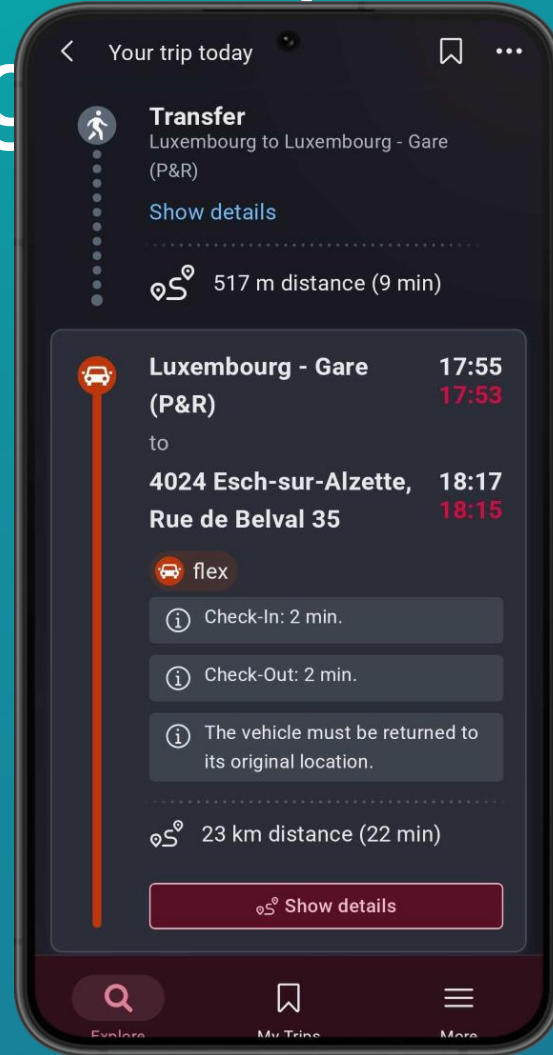 Your trip today
Transfer
Luxembourg to Luxembourg - Gare
(P&R)
Show details
517 m distance (9 min)
Luxembourg - Gare 17:55
(P&R) 17:53
to
4024 Esch-sur-Alzette, 18:17
Rue de Belval 35 18:15
flex
Check-In: 2 min.
Check-Out: 2 min.
The vehicle must be returned to
its original location.
23 km distance (22 min)
Show details
Explore My Trips More